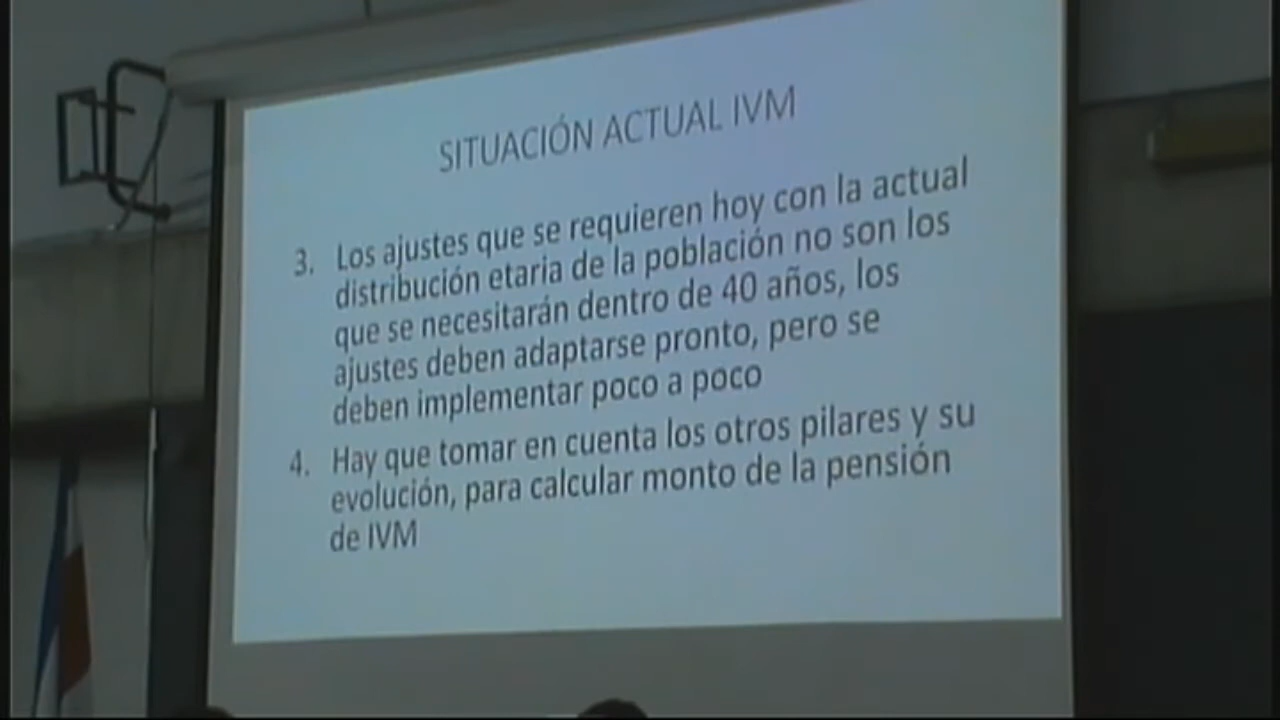 SITUACIÓN ACTUAL IVM
3. Los ajustes que se requieren hoy con la actual
distribución etaria de la población no son los
que se necesitarán dentro de 40 años, los
ajustes deben adaptarse pronto, pero se
deben implementar poco a poco
4. Hay que tomar en cuenta los otros pilares y su
evolución, para calcular monto de la pensión
de IVM